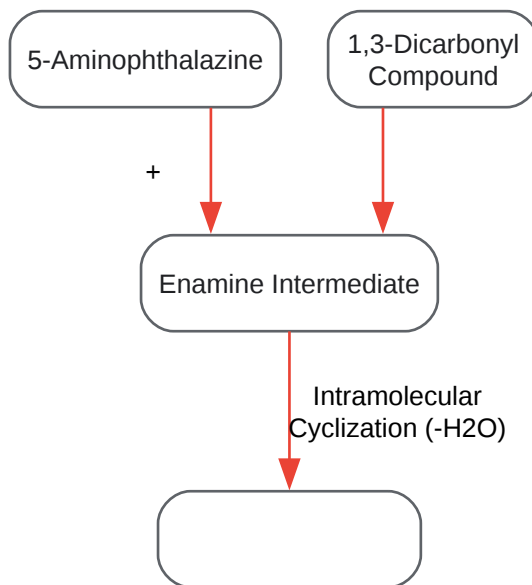 5-Aminophthalazine
1,3-Dicarbonyl
Compound
+
Enamine Intermediate
Intramolecular
Cyclization (-H2O)